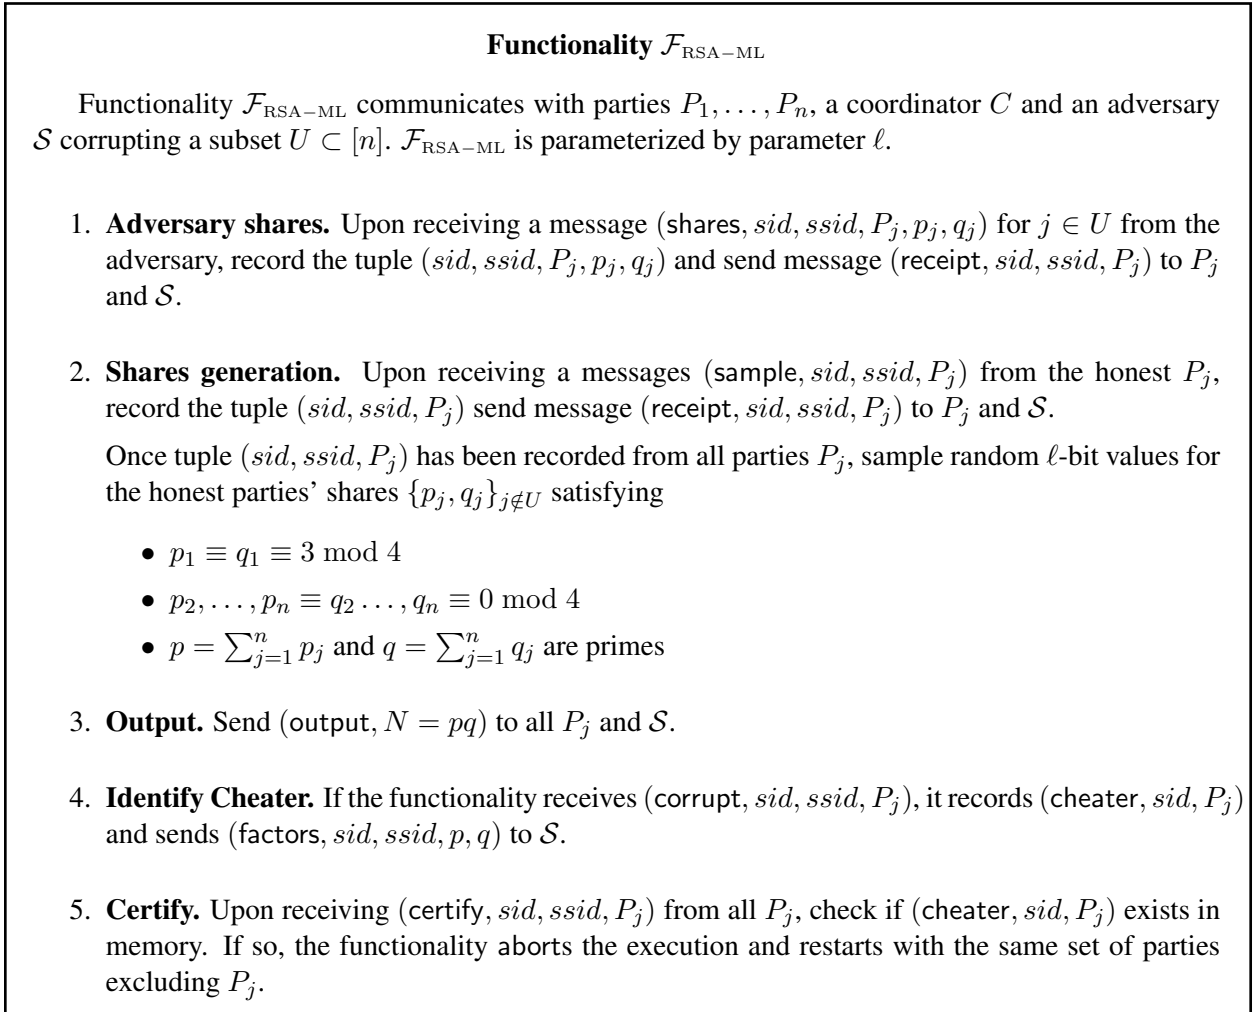 Functionality F_RSA−ML
Functionality F_RSA−ML communicates with parties P_1, . . . , P_n, a coordinator C and an adversary
S corrupting a subset U ⊂ [n]. F_RSA−ML is parameterized by parameter ℓ.
1. Adversary shares. Upon receiving a message (shares, sid, ssid, P_j, p_j, q_j) for j ∈ U from the
adversary, record the tuple (sid, ssid, P_j, p_j, q_j) and send message (receipt, sid, ssid, P_j) to P_j
and S.
2. Shares generation. Upon receiving a messages (sample, sid, ssid, P_j) from the honest P_j,
record the tuple (sid, ssid, P_j) send message (receipt, sid, ssid, P_j) to P_j and S.
Once tuple (sid, ssid, P_j) has been recorded from all parties P_j, sample random ℓ-bit values for
the honest parties' shares {p_j, q_j}_{j∉U} satisfying
• p_1 ≡ q_1 ≡ 3 mod 4
• p_2, . . . , p_n ≡ q_2 . . . , q_n ≡ 0 mod 4
• p = ∑_{j=1}^n p_j and q = ∑_{j=1}^n q_j are primes
3. Output. Send (output, N = pq) to all P_j and S.
4. Identify Cheater. If the functionality receives (corrupt, sid, ssid, P_j), it records (cheater, sid, P_j)
and sends (factors, sid, ssid, p, q) to S.
5. Certify. Upon receiving (certify, sid, ssid, P_j) from all P_j, check if (cheater, sid, P_j) exists in
memory. If so, the functionality aborts the execution and restarts with the same set of parties
excluding P_j.